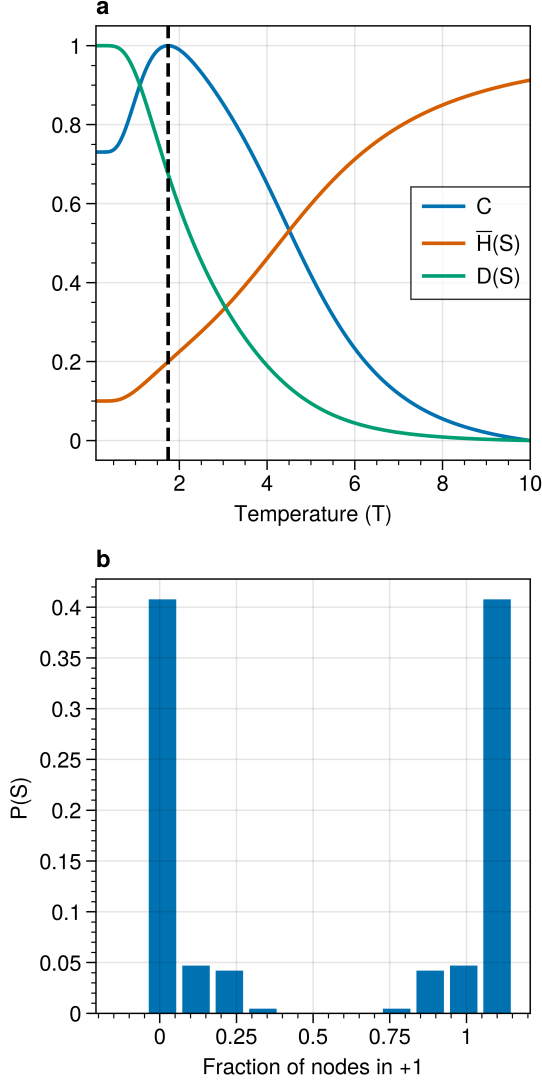 a
1
0.8
0.6
0.4
0.2
0
C
H̅(S)
D(S)
2 4 6 8 10
Temperature (T)
b
0.4
0.35
0.3
0.25
0.2
0.15
0.1
0.05
0
P(S)
0 0.25 0.5 0.75 1
Fraction of nodes in +1